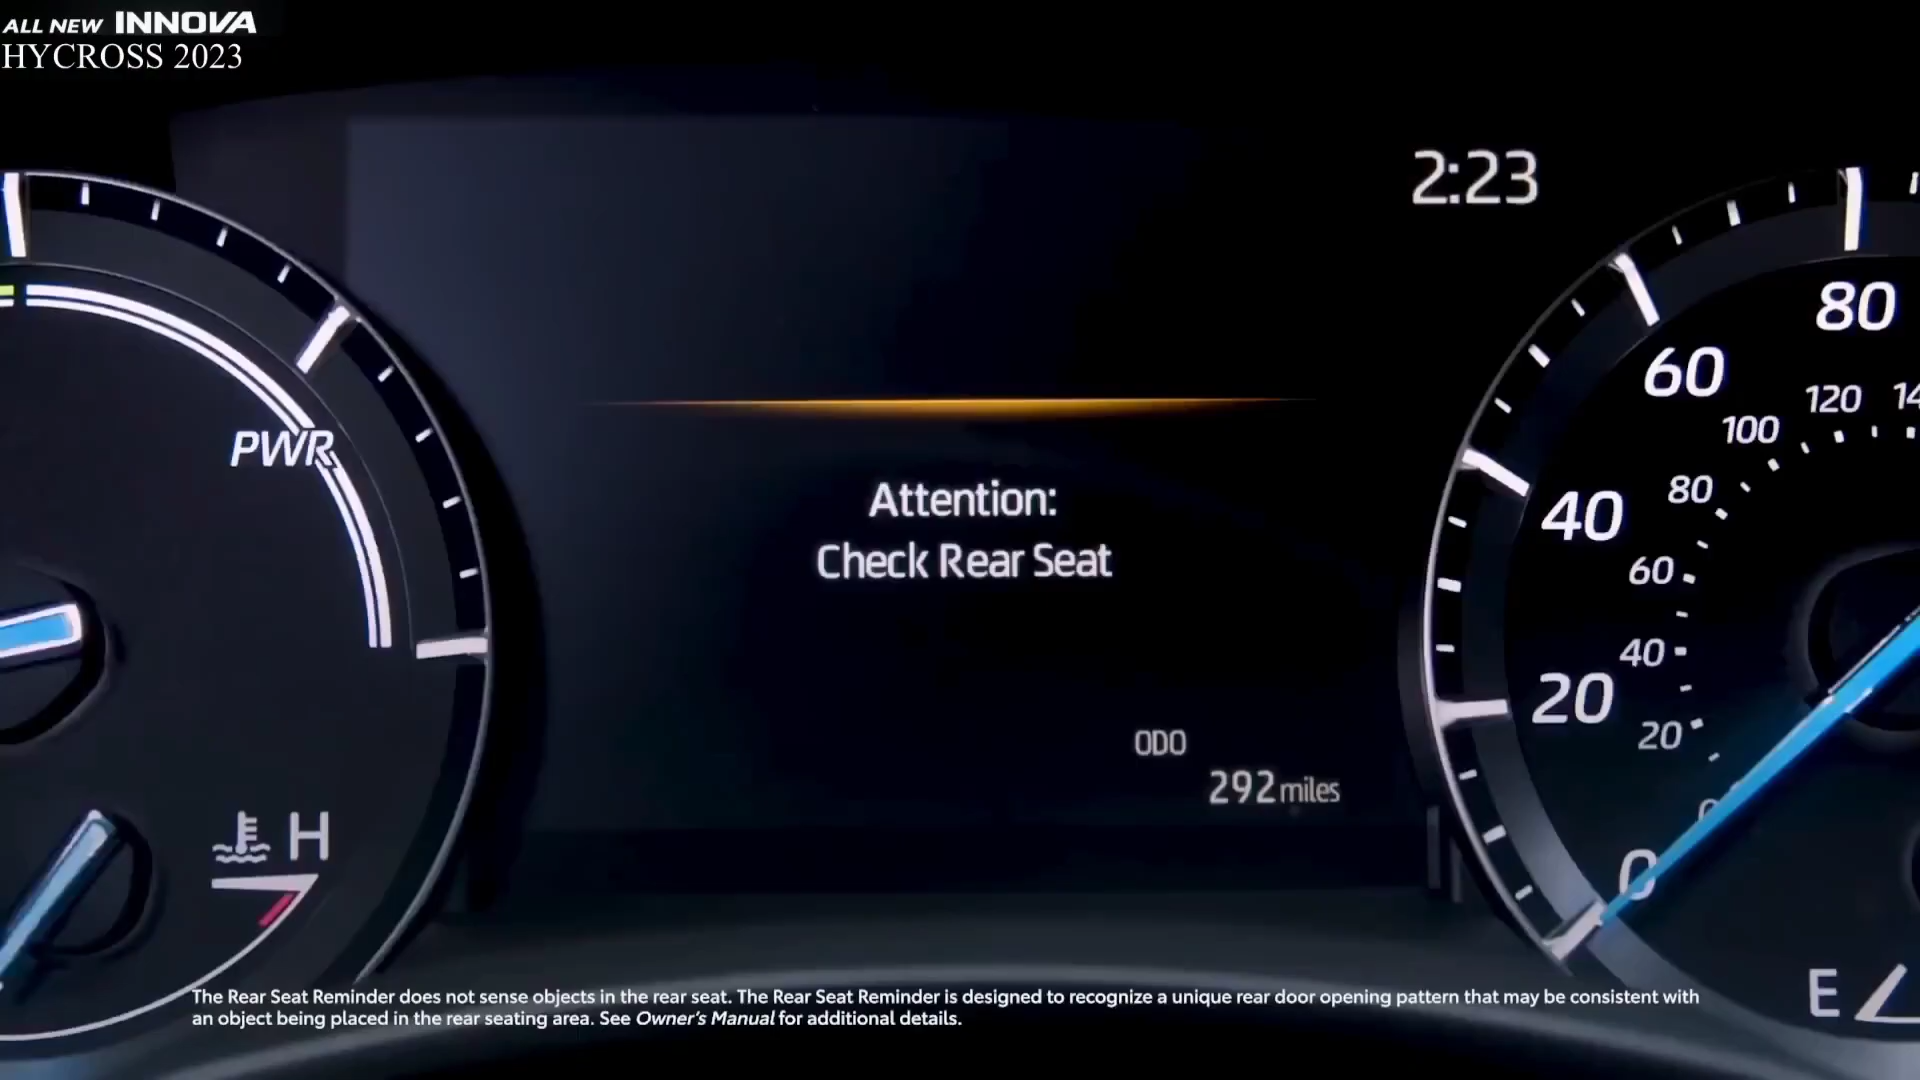 ALL NEW INNOVA
HYCROSS 2023
2:23
PWR
Attention:
Check Rear Seat
ODO
292 miles
H
80
60
40
20
0
120
100
80
60
40
20
E
The Rear Seat Reminder does not sense objects in the rear seat. The Rear Seat Reminder is designed to recognize a unique rear door opening pattern that may be consistent with
an object being placed in the rear seating area. See Owner's Manual for additional details.